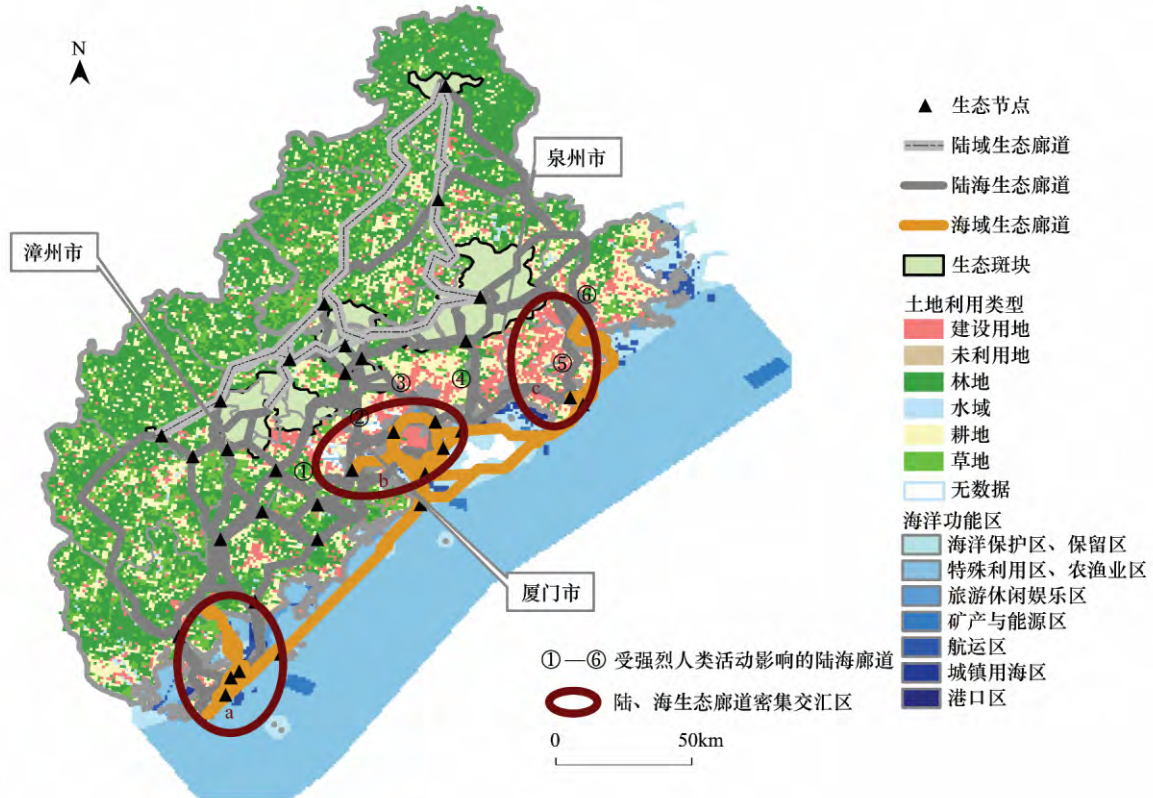 N
泉州市
漳州市
厦门市
①
②
③
④
⑤
⑥
a
b
c
生态节点
陆域生态廊道
陆海生态廊道
海域生态廊道
生态斑块
土地利用类型
建设用地
未利用地
林地
水域
耕地
草地
无数据
海洋功能区
海洋保护区、保留区
特殊利用区、农渔业区
旅游休闲娱乐区
矿产与能源区
航运区
城镇用海区
港口区
①—⑥ 受强烈人类活动影响的陆海廊道
陆、海生态廊道密集交汇区
0 50km